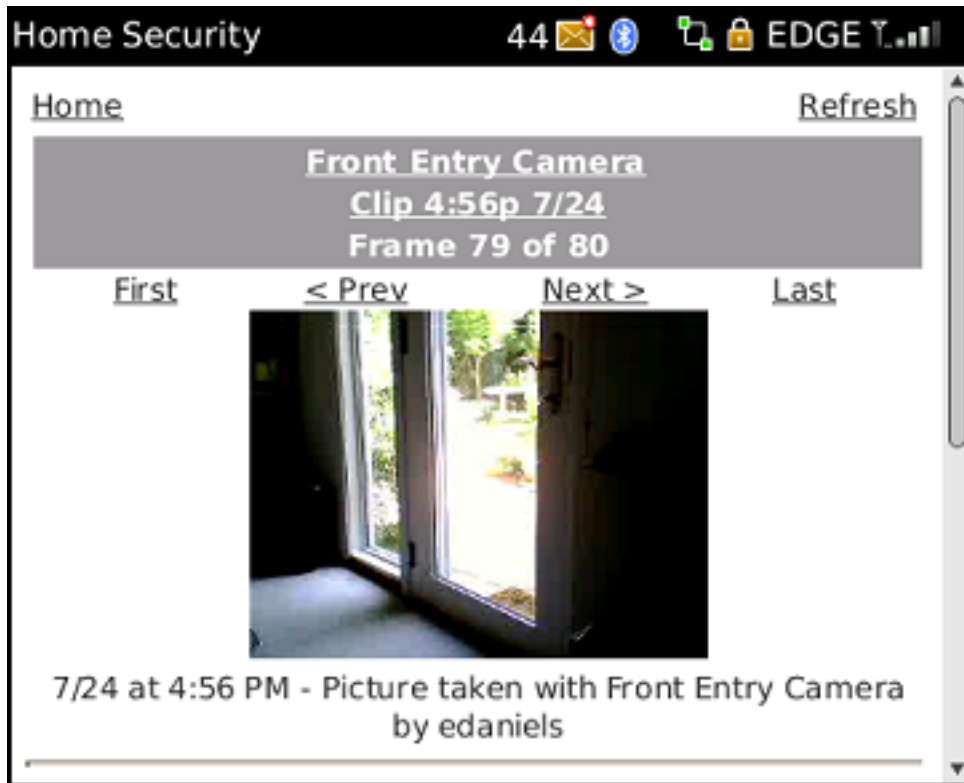 Home Security 44 EDGE
Home Refresh
Front Entry Camera
Clip 4:56p 7/24
Frame 79 of 80
First < Prev Next > Last
7/24 at 4:56 PM - Picture taken with Front Entry Camera
by edaniels